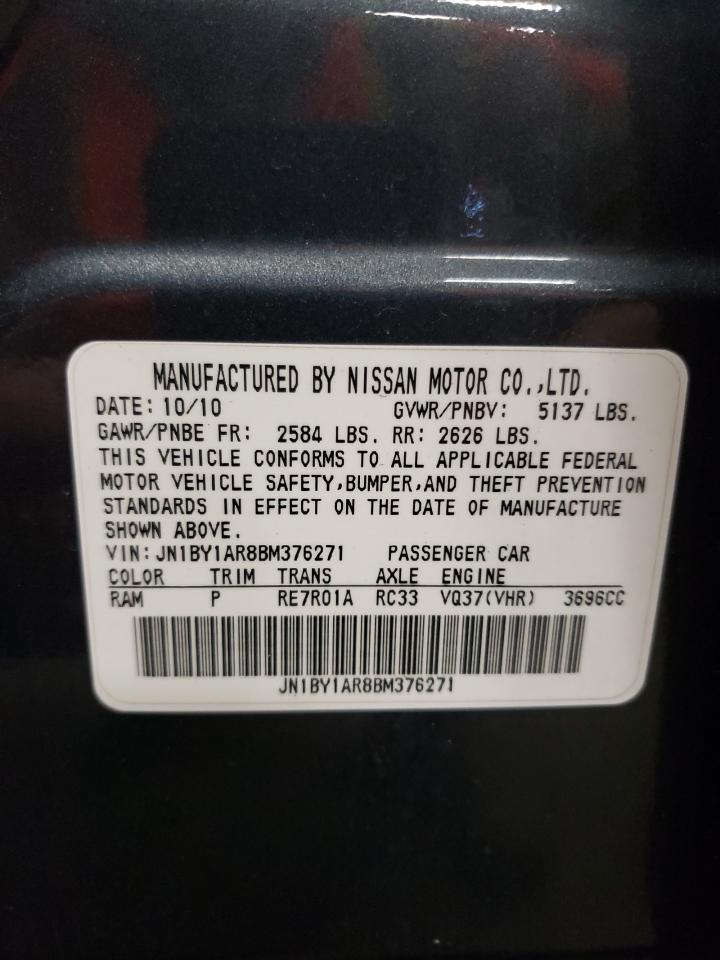 MANUFACTURED BY NISSAN MOTOR CO.,LTD.
DATE: 10/10 GVWR/PNBV: 5137 LBS.
GAWR/PNBE FR: 2584 LBS. RR: 2626 LBS.
THIS VEHICLE CONFORMS TO ALL APPLICABLE FEDERAL
MOTOR VEHICLE SAFETY,BUMPER,AND THEFT PREVENTION
STANDARDS IN EFFECT ON THE DATE OF MANUFACTURE
SHOWN ABOVE.
VIN: JN1BY1AR8BM376271 PASSENGER CAR
COLOR TRIM TRANS AXLE ENGINE
RAM P RE7R01A RC33 VQ37(VHR) 3696CC
JN1BY1AR8BM376271